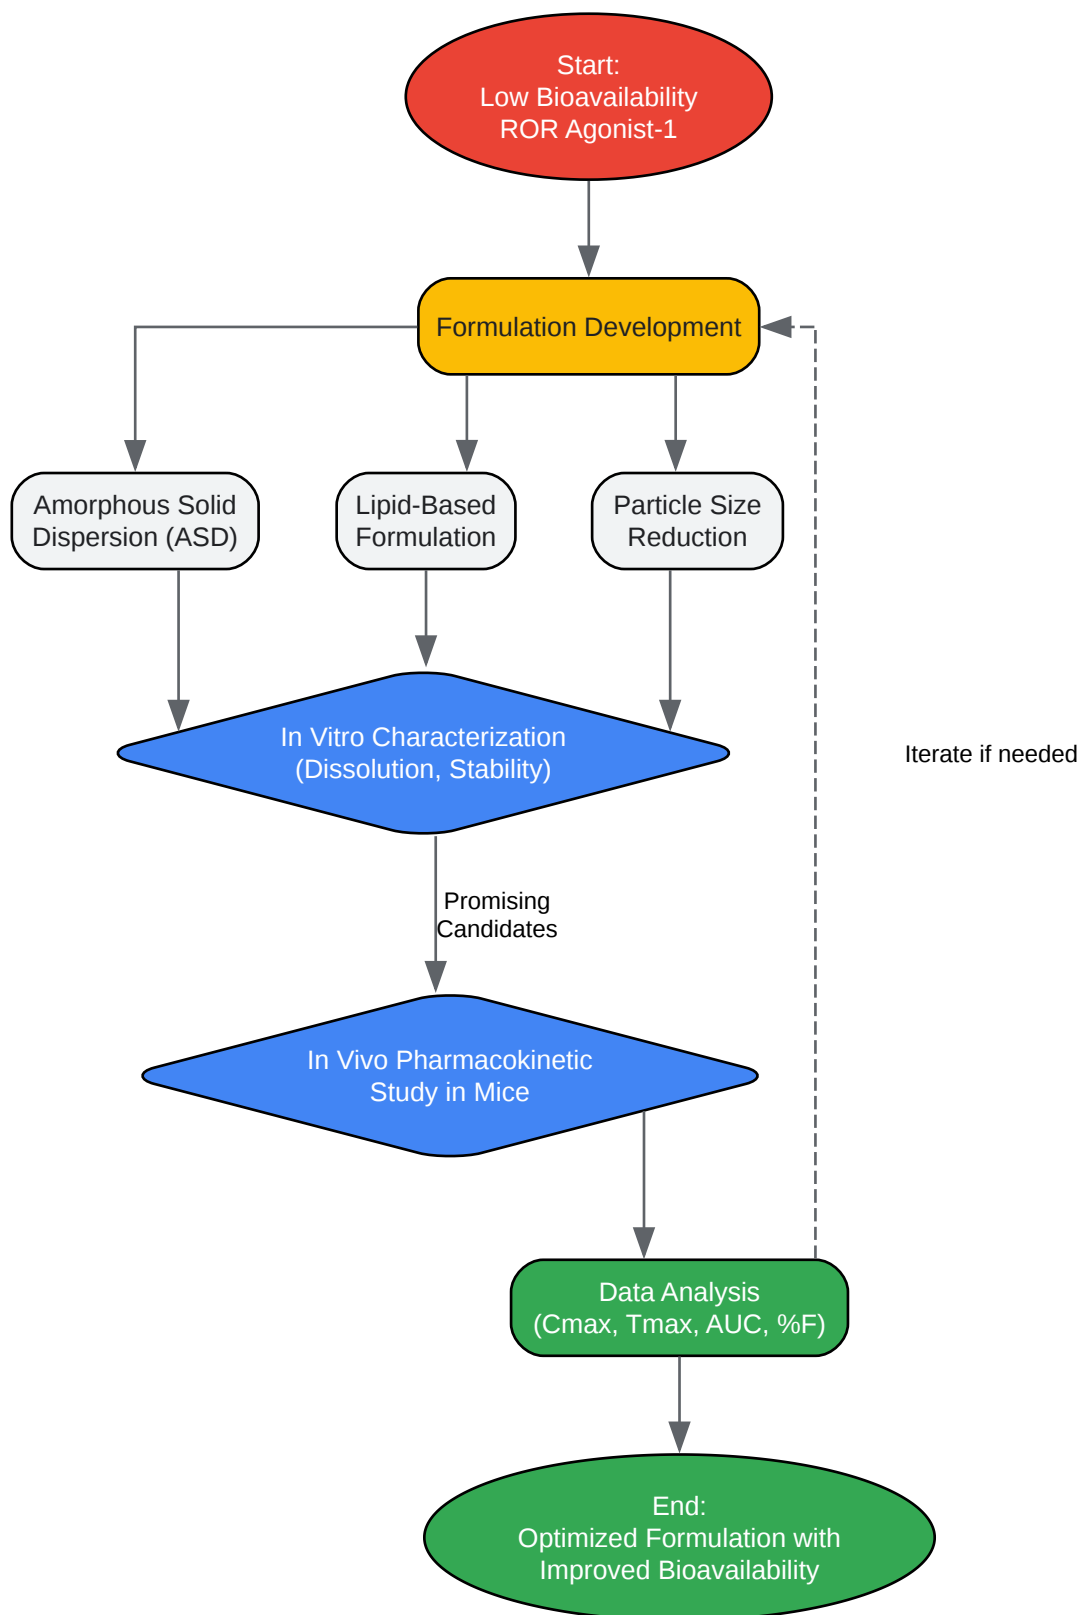 Start:
Low Bioavailability
ROR Agonist-1
Formulation Development
Amorphous Solid
Dispersion (ASD)
Lipid-Based
Formulation
Particle Size
Reduction
In Vitro Characterization
(Dissolution, Stability)
Iterate if needed
Promising
Candidates
In Vivo Pharmacokinetic
Study in Mice
Data Analysis
(Cmax, Tmax, AUC, %F)
End:
Optimized Formulation with
Improved Bioavailability